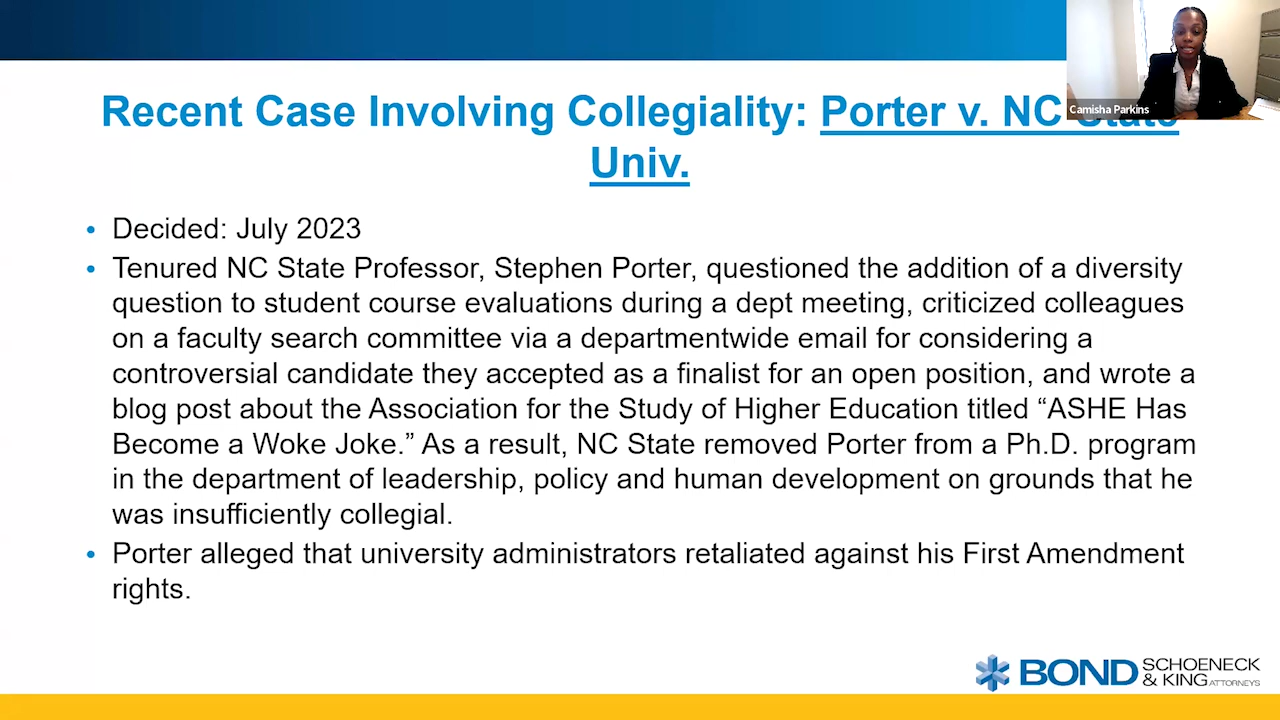 Recent Case Involving Collegiality: Porter v. NC State
Univ.
Camisha Parkins
• Decided: July 2023
• Tenured NC State Professor, Stephen Porter, questioned the addition of a diversity
question to student course evaluations during a dept meeting, criticized colleagues
on a faculty search committee via a departmentwide email for considering a
controversial candidate they accepted as a finalist for an open position, and wrote a
blog post about the Association for the Study of Higher Education titled “ASHE Has
Become a Woke Joke.” As a result, NC State removed Porter from a Ph.D. program
in the department of leadership, policy and human development on grounds that he
was insufficiently collegial.
• Porter alleged that university administrators retaliated against his First Amendment
rights.
BOND SCHOENECK
& KING ATTORNEYS